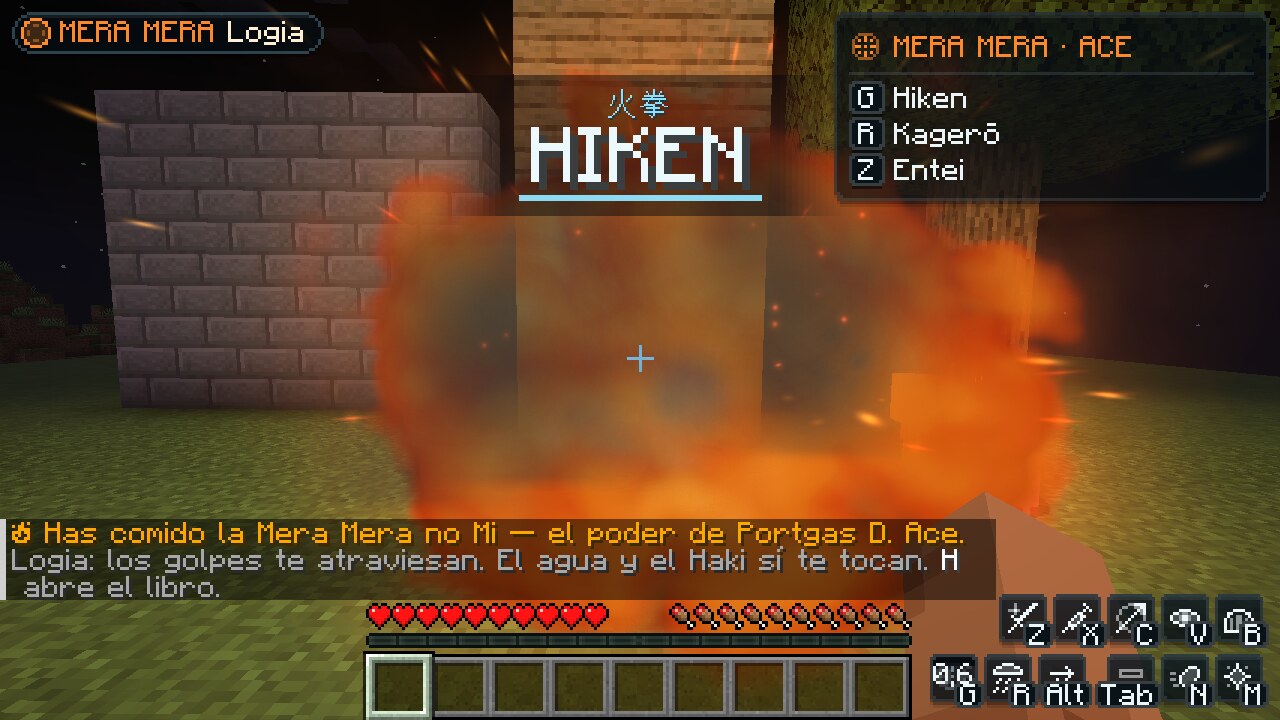 MERA MERA Logia
MERA MERA · ACE
G Hiken
R Kagerō
Z Entei
火拳
HIKEN
Has comido la Mera Mera no Mi — el poder de Portgas D. Ace.
Logia: los golpes te atraviesan. El agua y el Haki sí te tocan. H
abre el libro.
Z X C V B
0,6 G R Alt Tab N M